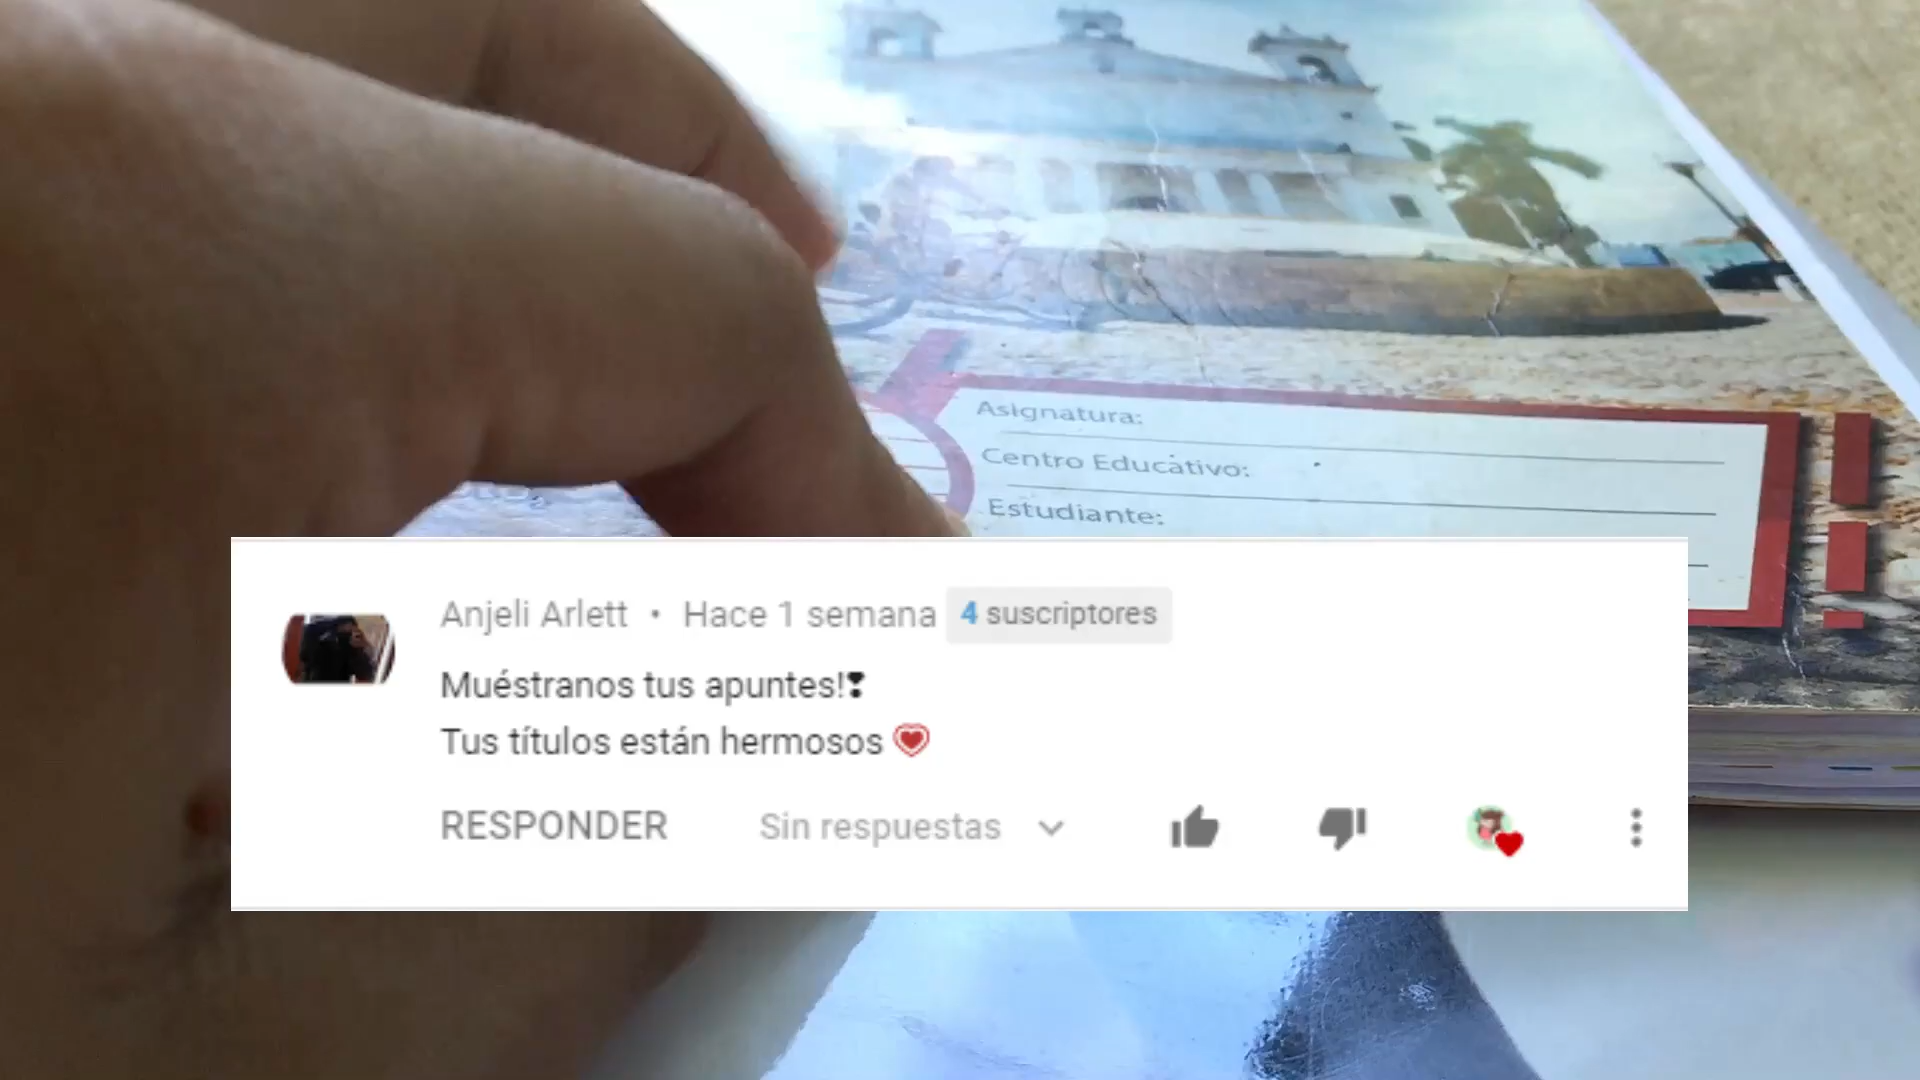 Asignatura:
Centro Educativo:
Estudiante:
Anjeli Arlett • Hace 1 semana 4 suscriptores
Muéstranos tus apuntes!❣
Tus títulos están hermosos 💗
RESPONDER Sin respuestas